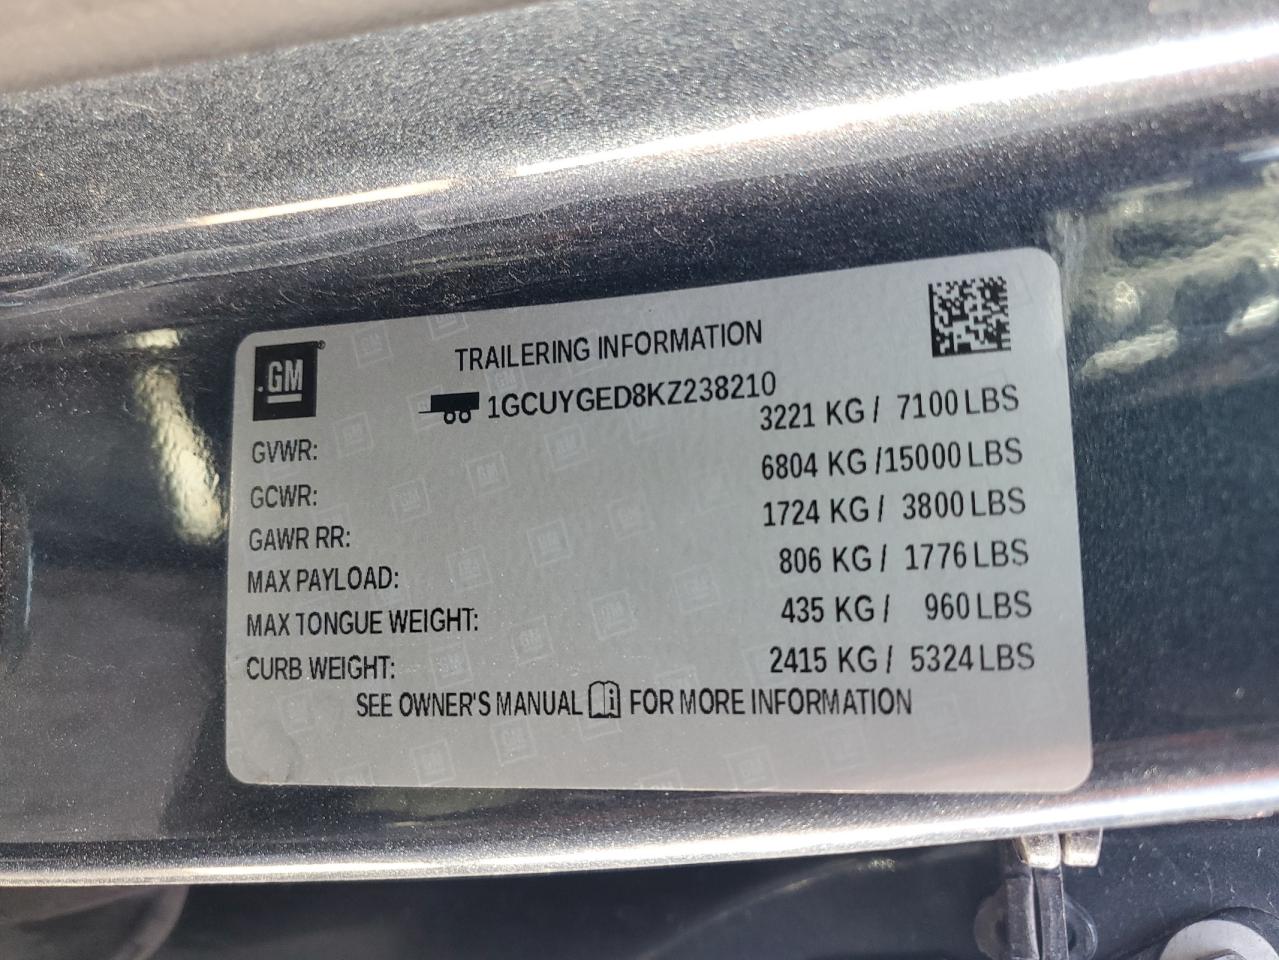 GM
TRAILERING INFORMATION
1GCUYGED8KZ238210
GVWR: 3221 KG / 7100 LBS
GCWR: 6804 KG /15000 LBS
GAWR RR: 1724 KG / 3800 LBS
MAX PAYLOAD: 806 KG / 1776 LBS
MAX TONGUE WEIGHT: 435 KG / 960 LBS
CURB WEIGHT: 2415 KG / 5324 LBS
SEE OWNER'S MANUAL FOR MORE INFORMATION